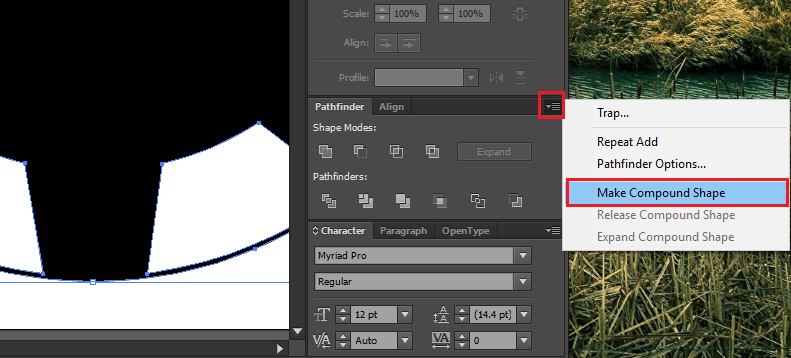 Scale: 100% 100%
Align:
Profile:
Pathfinder Align
Shape Modes:
Expand
Pathfinders:
Character Paragraph OpenType
Myriad Pro
Regular
12 pt (14.4 pt)
Auto 0
Trap...
Repeat Add
Pathfinder Options...
Make Compound Shape
Release Compound Shape
Expand Compound Shape